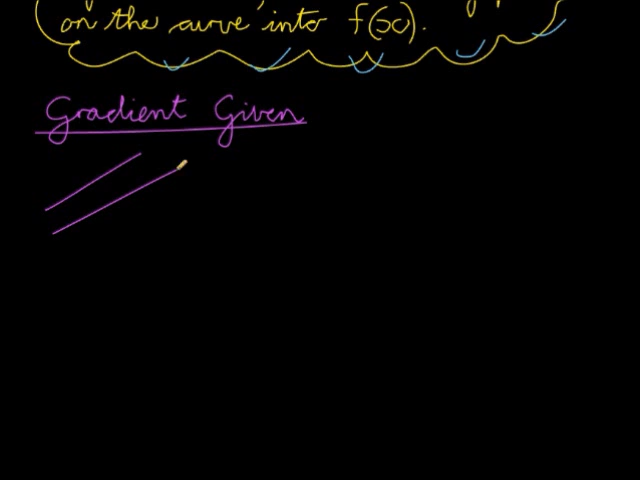 on the curve into f(x).
Gradient Given